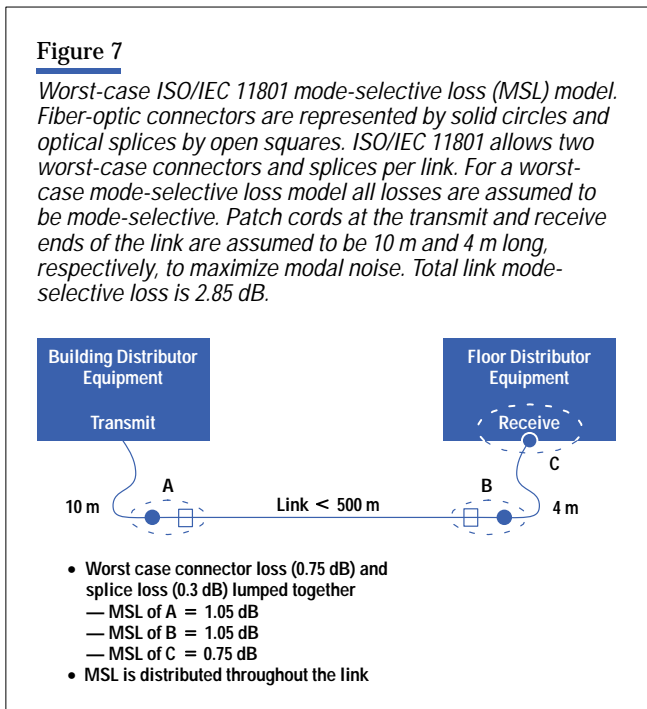 Figure 7
Worst-case ISO/IEC 11801 mode-selective loss (MSL) model.
Fiber-optic connectors are represented by solid circles and
optical splices by open squares. ISO/IEC 11801 allows two
worst-case connectors and splices per link. For a worst-
case mode-selective loss model all losses are assumed to
be mode-selective. Patch cords at the transmit and receive
ends of the link are assumed to be 10 m and 4 m long,
respectively, to maximize modal noise. Total link mode-
selective loss is 2.85 dB.
Building Distributor
Equipment
Transmit
Floor Distributor
Equipment
Receive
C
A
B
10 m
Link < 500 m
4 m
• Worst case connector loss (0.75 dB) and
splice loss (0.3 dB) lumped together
— MSL of A = 1.05 dB
— MSL of B = 1.05 dB
— MSL of C = 0.75 dB
• MSL is distributed throughout the link